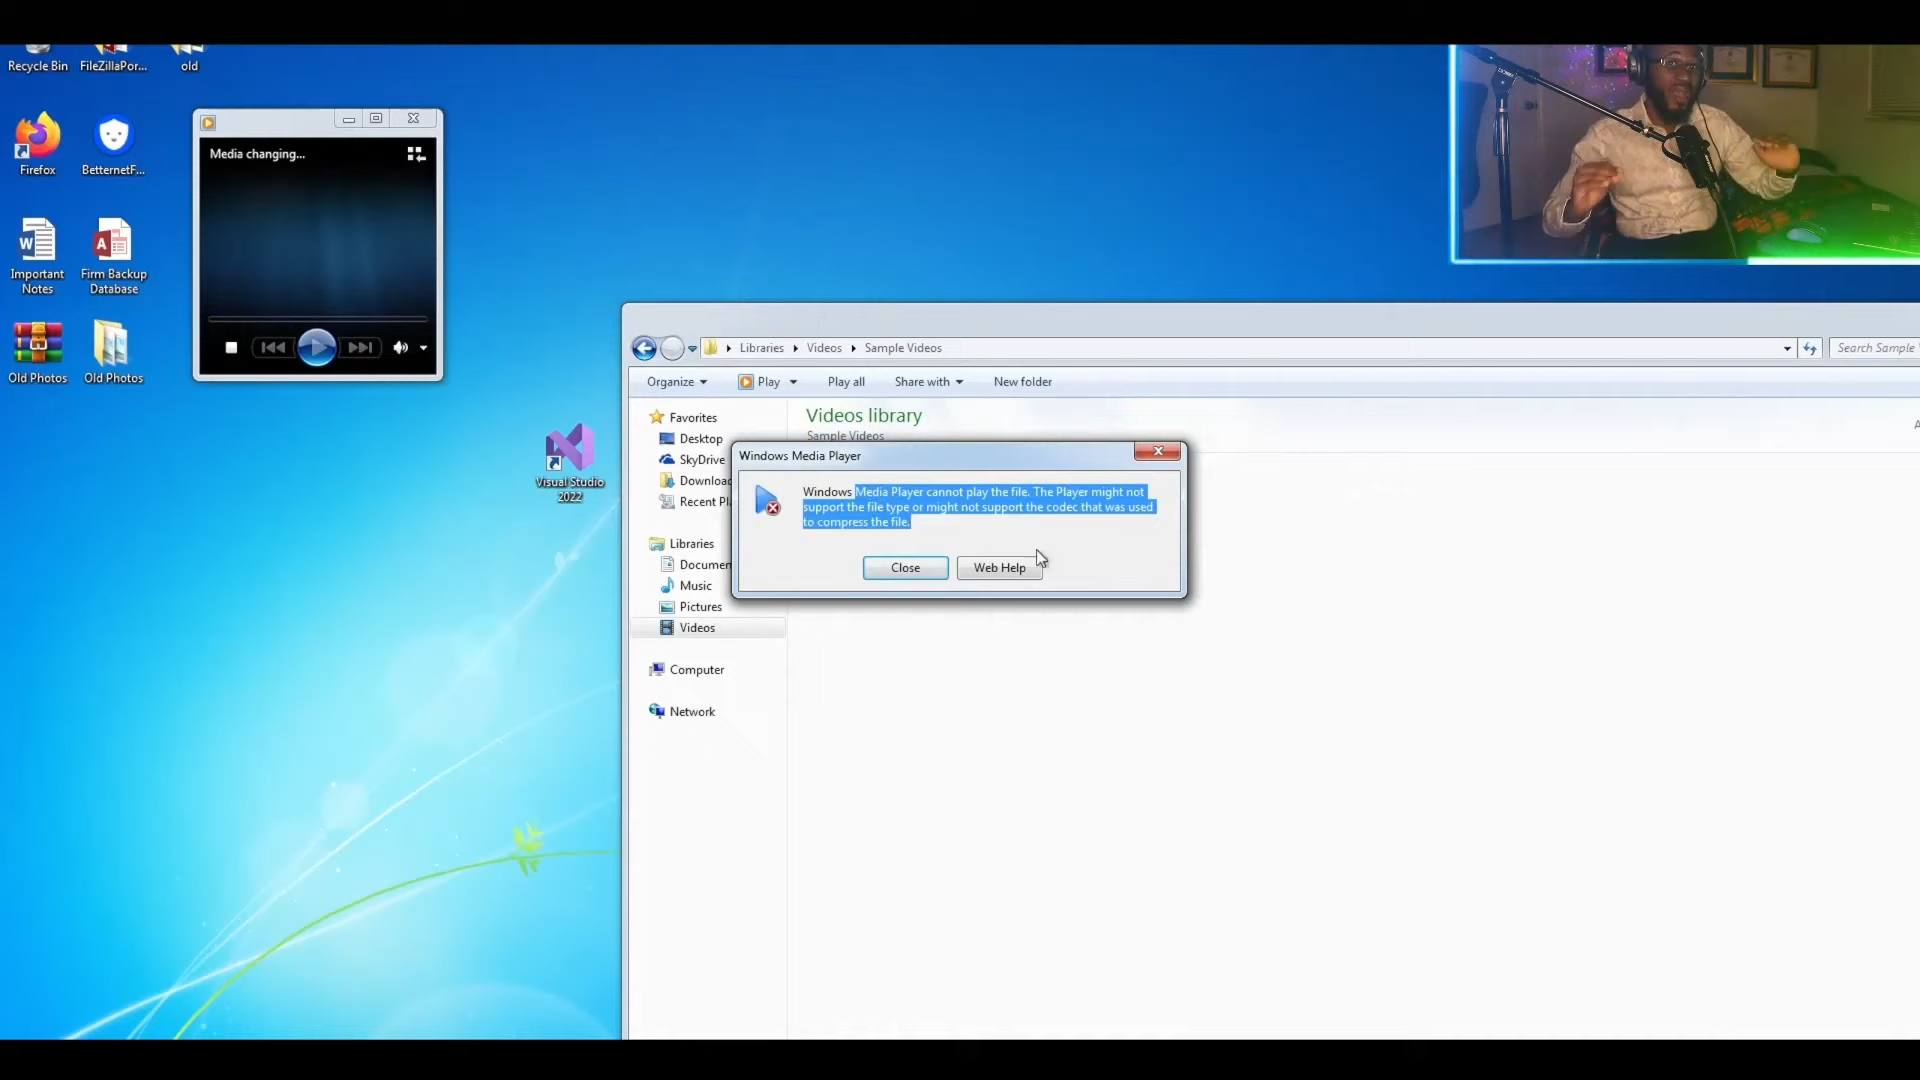 Recycle Bin
FileZillaPor...
old
Firefox
BetternetF...
Important
Notes
Firm Backup
Database
Old Photos
Old Photos
Media changing...
Visual Studio
2022
Libraries
Videos
Sample Videos
Search Sample
Organize
Play
Play all
Share with
New folder
Favorites
Desktop
SkyDrive
Downloa
Recent Pl
Libraries
Documen
Music
Pictures
Videos
Computer
Network
Videos library
Sample Videos
Windows Media Player
Windows Media Player cannot play the file. The Player might not
support the file type or might not support the codec that was used
to compress the file.
Close
Web Help